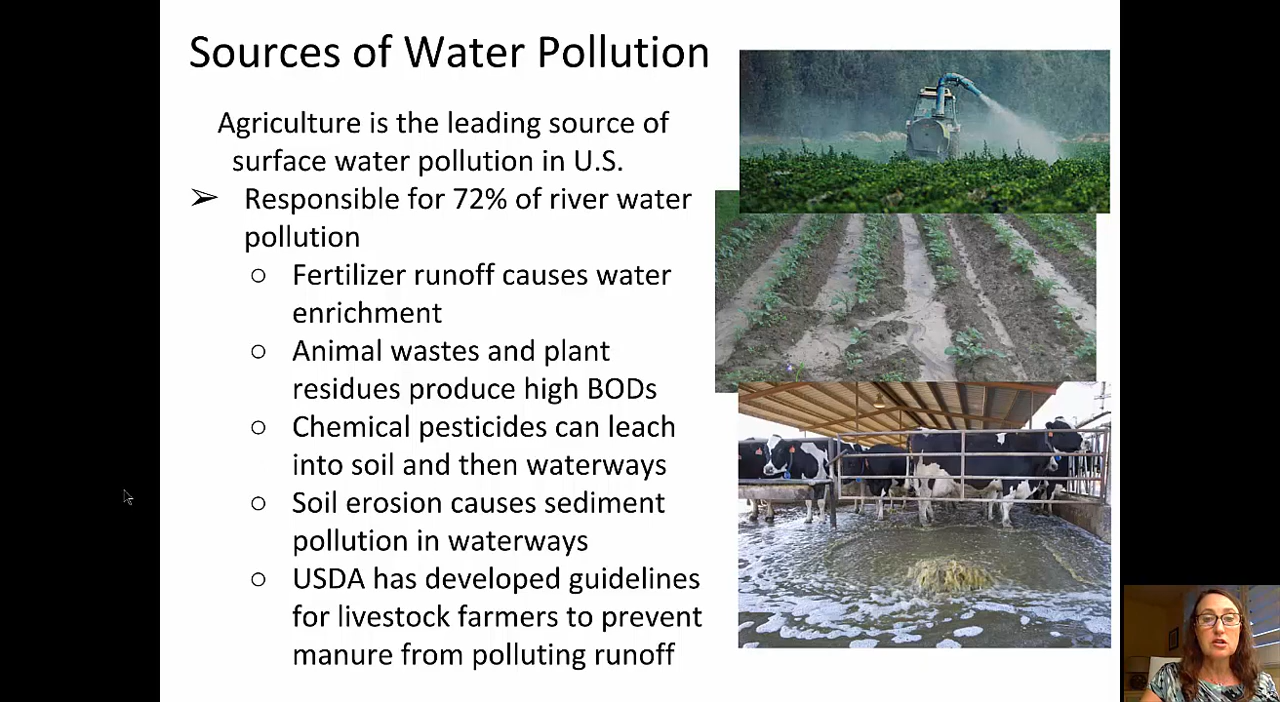 Sources of Water Pollution
Agriculture is the leading source of
surface water pollution in U.S.
➢ Responsible for 72% of river water
pollution
○ Fertilizer runoff causes water
enrichment
○ Animal wastes and plant
residues produce high BODs
○ Chemical pesticides can leach
into soil and then waterways
○ Soil erosion causes sediment
pollution in waterways
○ USDA has developed guidelines
for livestock farmers to prevent
manure from polluting runoff